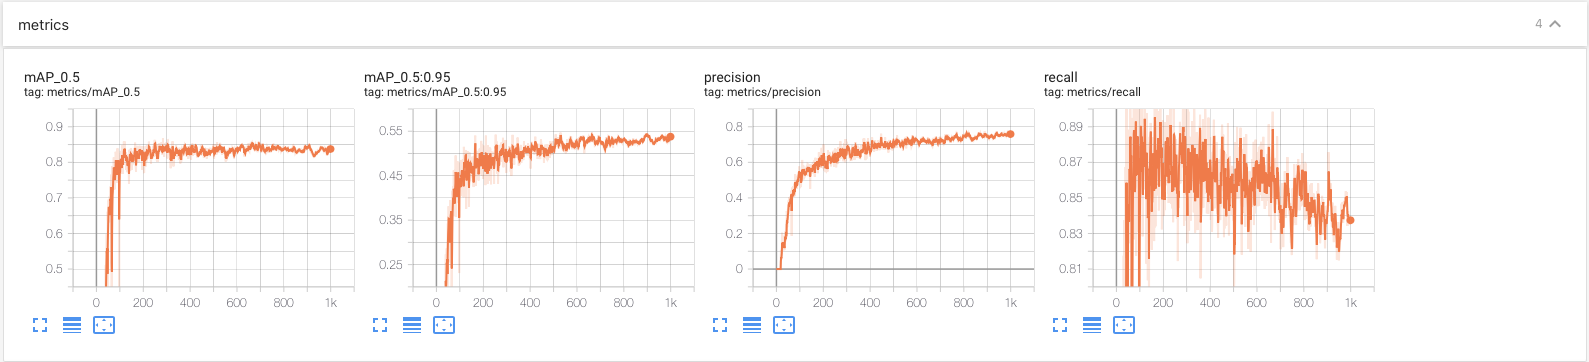 metrics
4
mAP_0.5
tag: metrics/mAP_0.5
0.9
0.8
0.7
0.6
0.5
0 200 400 600 800 1k
mAP_0.5:0.95
tag: metrics/mAP_0.5:0.95
0.55
0.45
0.35
0.25
0 200 400 600 800 1k
precision
tag: metrics/precision
0.8
0.6
0.4
0.2
0
0 200 400 600 800 1k
recall
tag: metrics/recall
0.89
0.87
0.85
0.83
0.81
0 200 400 600 800 1k